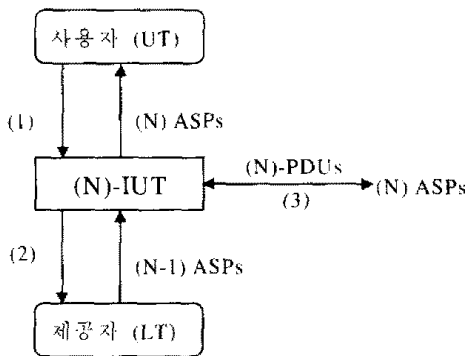 사용자 (UT)
(1)
(N) ASPs
(N)-IUT
(N)-PDUs
(3)
(N) ASPs
(2)
(N-1) ASPs
제공자 (LT)